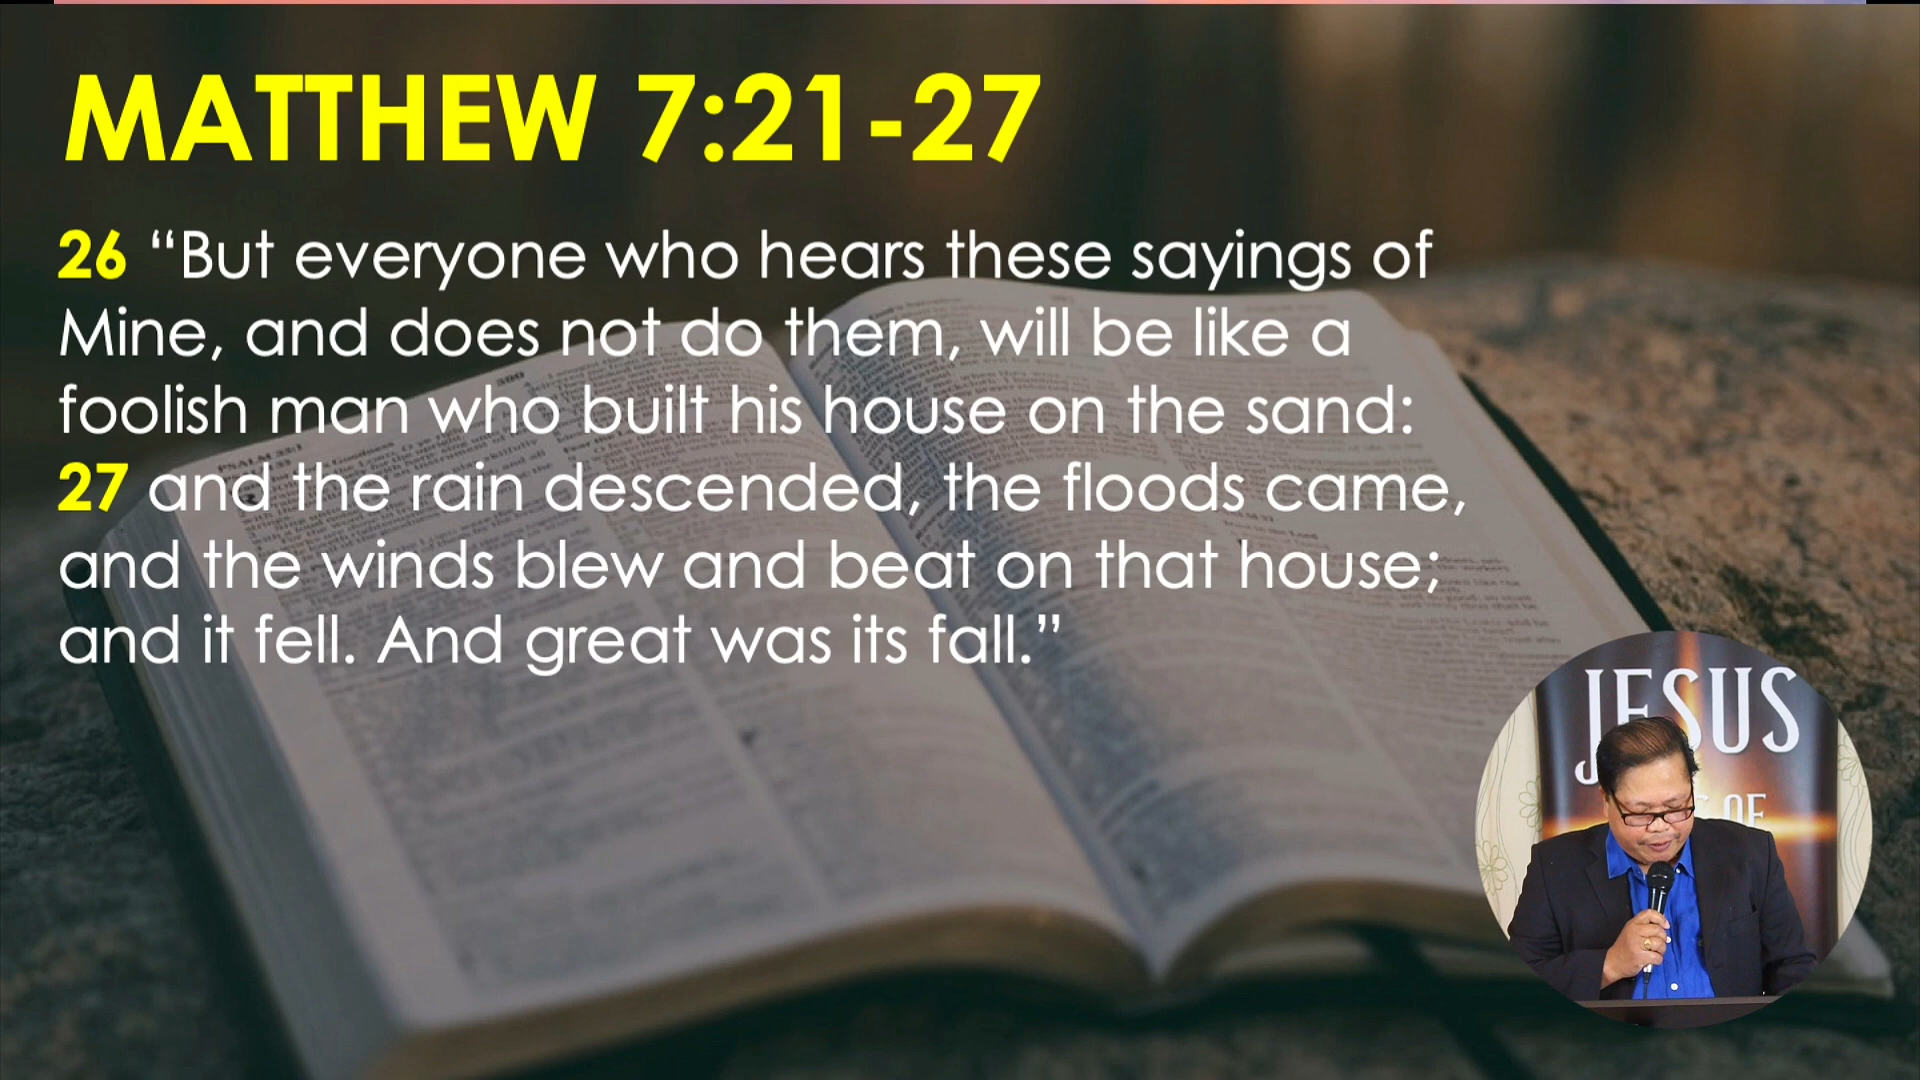 MATTHEW 7:21-27
26 “But everyone who hears these sayings of
Mine, and does not do them, will be like a
foolish man who built his house on the sand:
27 and the rain descended, the floods came,
and the winds blew and beat on that house;
and it fell. And great was its fall.”
JESUS
OF